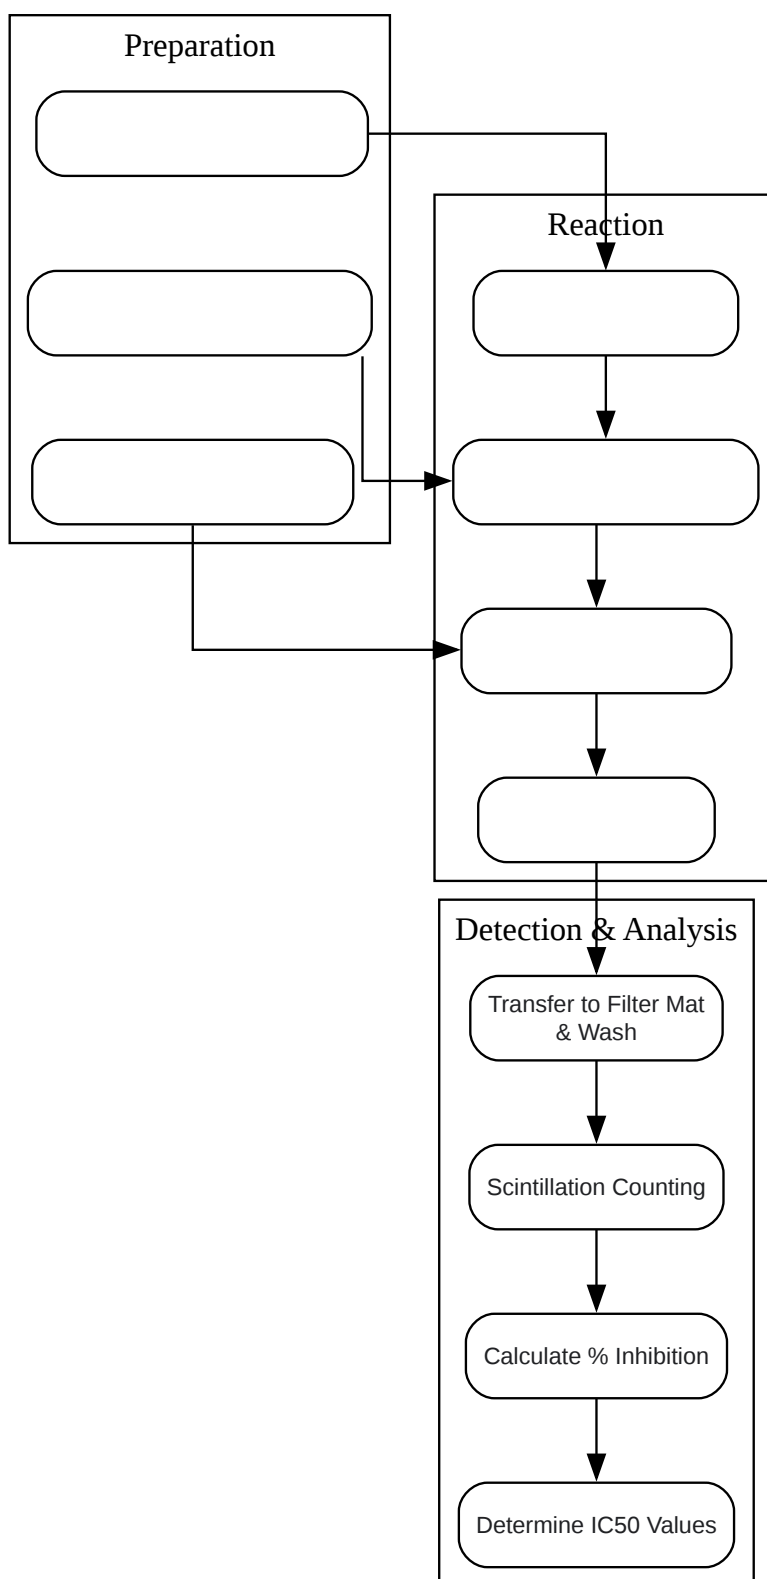 Preparation
Reaction
Detection & Analysis
Transfer to Filter Mat
& Wash
Scintillation Counting
Calculate % Inhibition
Determine IC50 Values